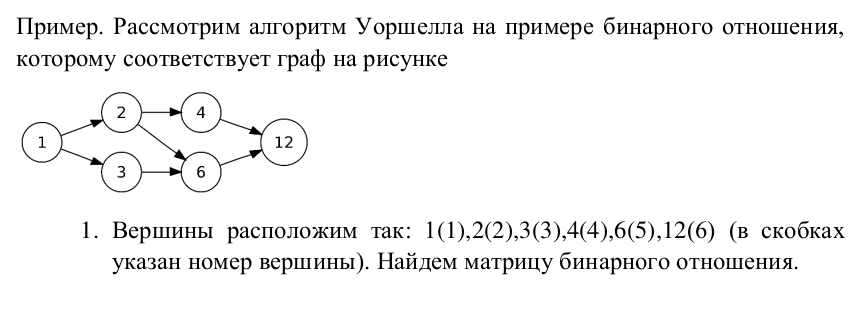 Пример. Рассмотрим алгоритм Уоршелла на примере бинарного отношения,
которому соответствует граф на рисунке
2 4
1 12
3 6
1. Вершины расположим так: 1(1),2(2),3(3),4(4),6(5),12(6) (в скобках
указан номер вершины). Найдем матрицу бинарного отношения.